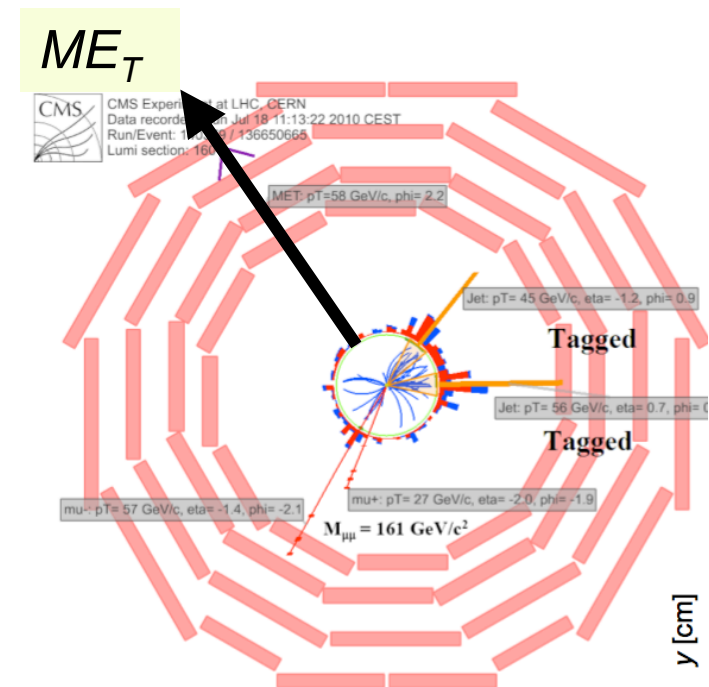 ME_T
CMS
CMS Experiment at LHC, CERN
Data recorded: Sun Jul 18 11:13:22 2010 CEST
Run/Event: / 136650665
Lumi section: 160
MET: pT=58 GeV/c, phi= 2.2
Jet: pT= 45 GeV/c, eta= -1.2, phi= 0.9
Tagged
Jet: pT= 56 GeV/c, eta= 0.7, phi= 0
Tagged
mu-: pT= 57 GeV/c, eta= -1.4, phi= -2.1
mu+: pT= 27 GeV/c, eta= -2.0, phi= -1.9
M_μμ = 161 GeV/c²
y [cm]